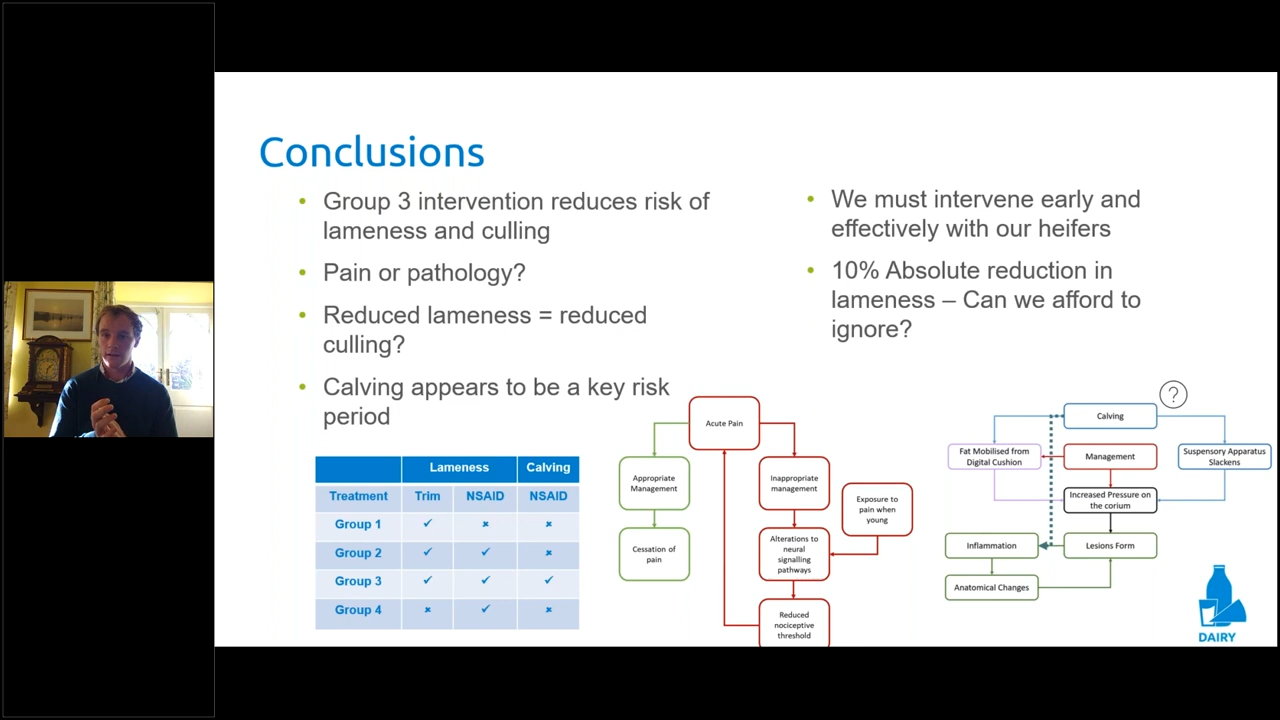 Conclusions
• Group 3 intervention reduces risk of
lameness and culling
• Pain or pathology?
• Reduced lameness = reduced
culling?
• Calving appears to be a key risk
period
• We must intervene early and
effectively with our heifers
• 10% Absolute reduction in
lameness – Can we afford to
ignore?
Lameness Calving
Treatment Trim NSAID NSAID
Group 1 ✓ × ×
Group 2 ✓ ✓ ×
Group 3 ✓ ✓ ✓
Group 4 × ✓ ×
Acute Pain
Appropriate
Management
Cessation of
pain
Inappropriate
management
Exposure to
pain when
young
Alterations to
neural
signalling
pathways
Reduced
nociceptive
threshold
?
Calving
Fat Mobilised from
Digital Cushion
Management
Suspensory Apparatus
Slackens
Increased Pressure on
the corium
Inflammation
Lesions Form
Anatomical Changes
DAIRY